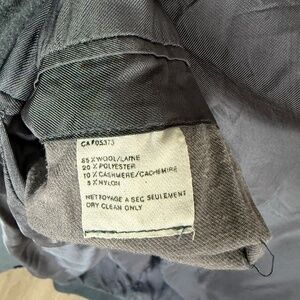 CA#05373
65% WOOL/LAINE
20% POLYESTER
10% CASHMERE/CACHEMIRE
5% NYLON
NETTOYAGE A SEC SEULEMENT
DRY CLEAN ONLY